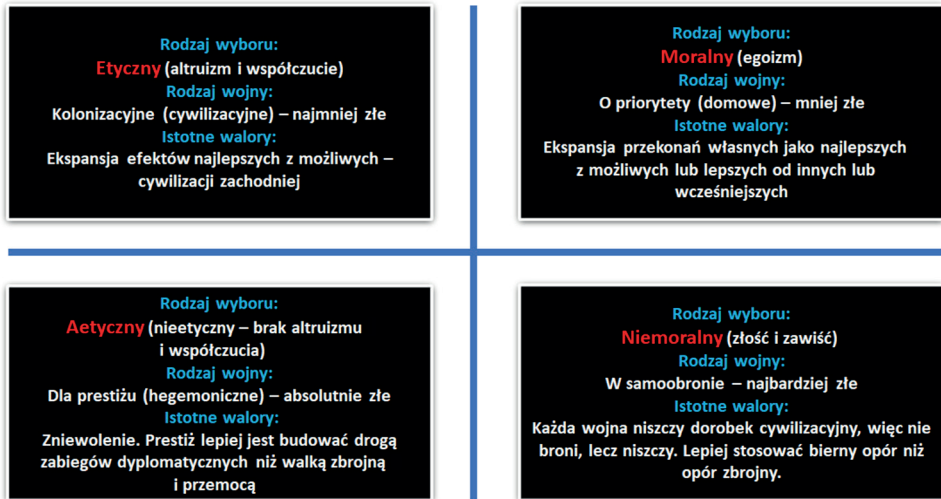 Rodzaj wyboru:
Etyczny (altruizm i współczucie)
Rodzaj wojny:
Kolonizacyjne (cywilizacyjne) – najmniej złe
Istotne walory:
Ekspansja efektów najlepszych z możliwych –
cywilizacji zachodniej
Rodzaj wyboru:
Moralny (egoizm)
Rodzaj wojny:
O priorytety (domowe) – mniej złe
Istotne walory:
Ekspansja przekonań własnych jako najlepszych
z możliwych lub lepszych od innych lub
wcześniejszych
Rodzaj wyboru:
Aetyczny (nieetyczny – brak altruizmu
i współczucia)
Rodzaj wojny:
Dla prestiżu (hegemoniczne) – absolutnie złe
Istotne walory:
Zniewolenie. Prestiż lepiej jest budować drogą
zabiegów dyplomatycznych niż walką zbrojną
i przemocą
Rodzaj wyboru:
Niemoralny (złość i zawiść)
Rodzaj wojny:
W samoobronie – najbardziej złe
Istotne walory:
Każda wojna niszczy dorobek cywilizacyjny, więc nie
broni, lecz niszczy. Lepiej stosować bierny opór niż
opór zbrojny.